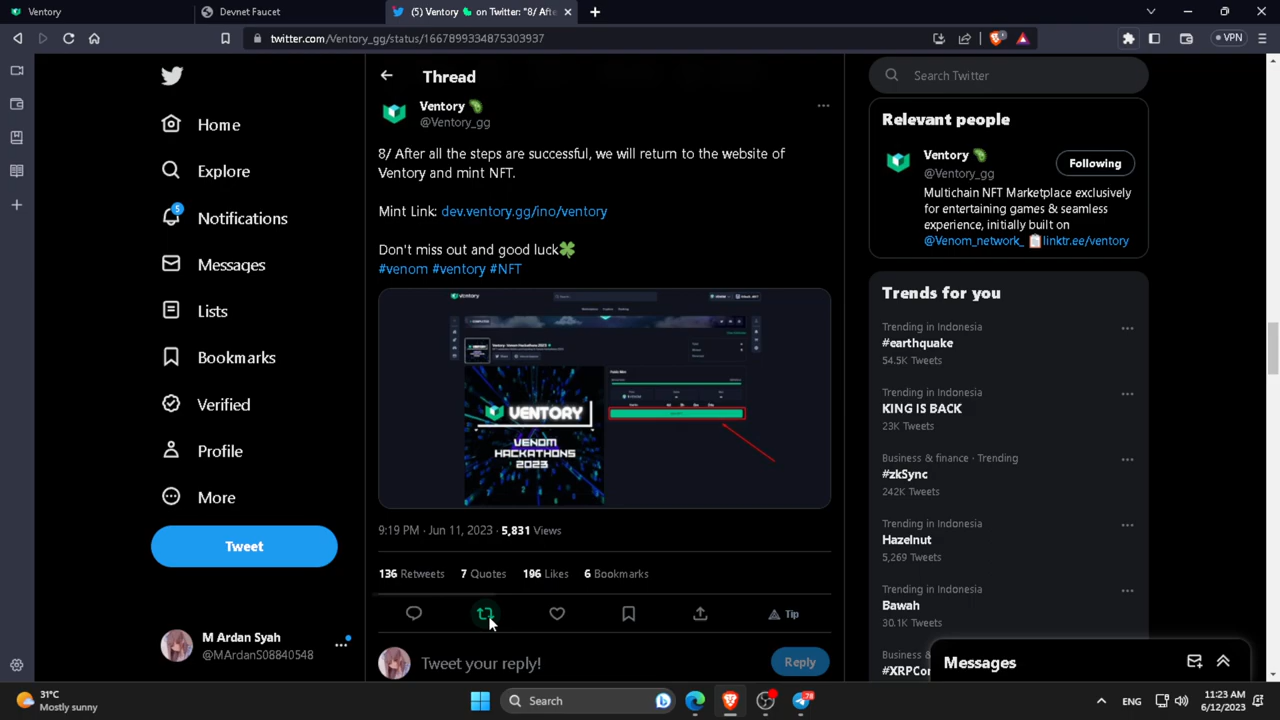 Ventory
Devnet Faucet
(5) Ventory on Twitter: "8/ Afte
twitter.com/Ventory_gg/status/1667899334875303937
VPN
Home
Explore
5
Notifications
Messages
Lists
Bookmarks
Verified
Profile
More
Tweet
M Ardan Syah
@MArdanS08840548
Thread
Ventory
@Ventory_gg
8/ After all the steps are successful, we will return to the website of
Ventory and mint NFT.
Mint Link: dev.ventory.gg/ino/ventory
Don't miss out and good luck
#venom #ventory #NFT
VENTORY
VENOM
HACKATHONS
2023
9:19 PM · Jun 11, 2023 · 5,831 Views
136 Retweets 7 Quotes 196 Likes 6 Bookmarks
Tip
Tweet your reply!
Reply
Search Twitter
Relevant people
Ventory
@Ventory_gg
Following
Multichain NFT Marketplace exclusively
for entertaining games & seamless
experience, initially built on
@Venom_network_ linktr.ee/ventory
Trends for you
Trending in Indonesia
#earthquake
54.5K Tweets
Trending in Indonesia
KING IS BACK
23K Tweets
Business & finance · Trending
#zkSync
242K Tweets
Trending in Indonesia
Hazelnut
5,269 Tweets
Trending in Indonesia
Bawah
30.1K Tweets
Business &
#XRPCom
Messages
31°C
Mostly sunny
Search
78
ENG
11:23 AM
6/12/2023